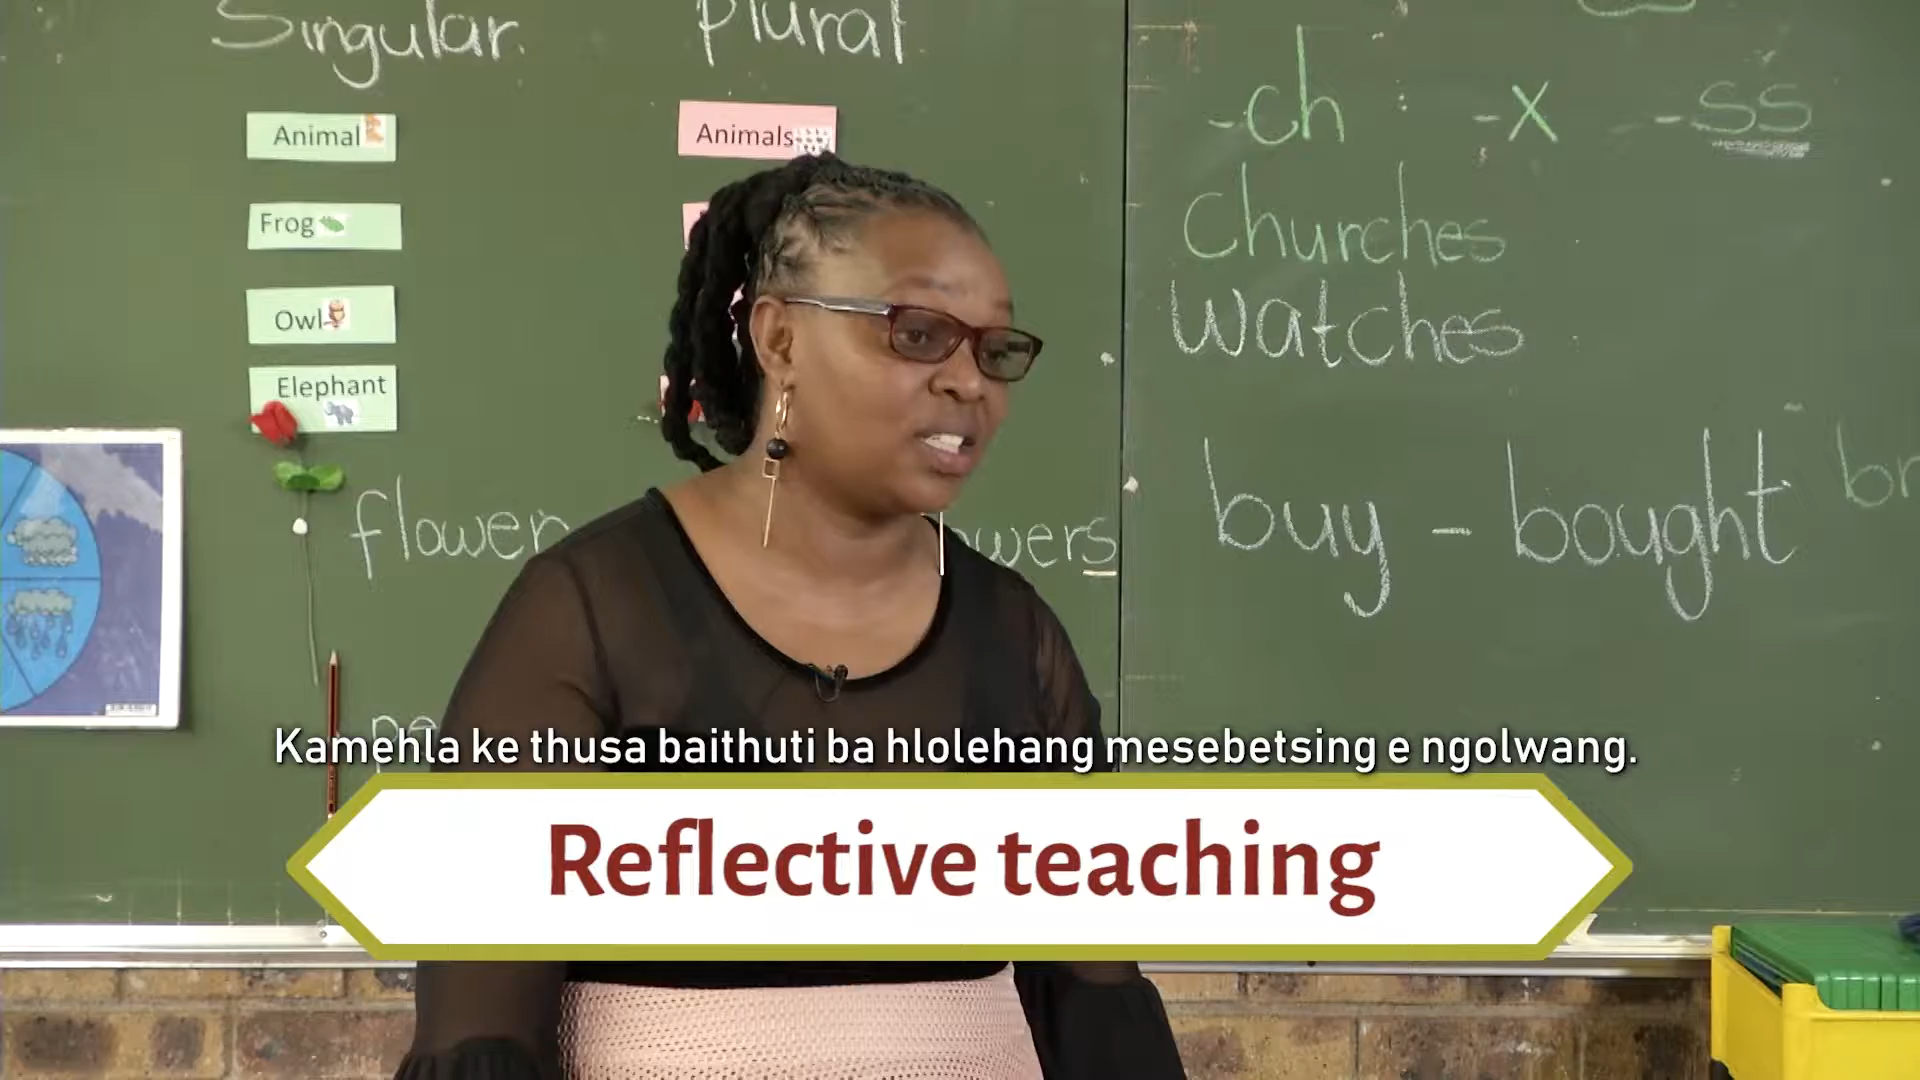 Singular plural
Animal Animals
Frog
Owl
Elephant
flower
-ch -x -ss
churches
watches
buy - bought
Kamehla ke thusa baithuti ba hlolehang mesebetsing e ngolwang.
Reflective teaching